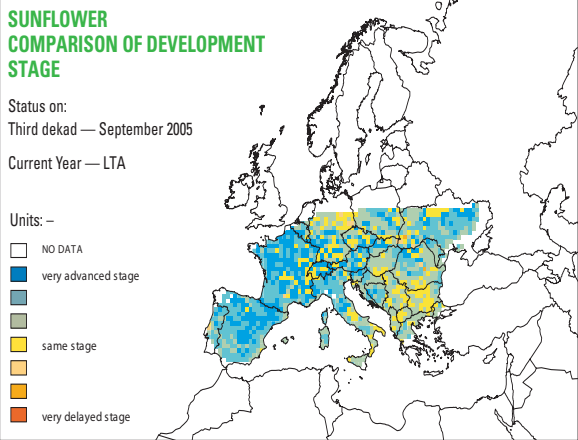 SUNFLOWER
COMPARISON OF DEVELOPMENT
STAGE
Status on:
Third dekad — September 2005
Current Year — LTA
Units: –
NO DATA
very advanced stage
same stage
very delayed stage